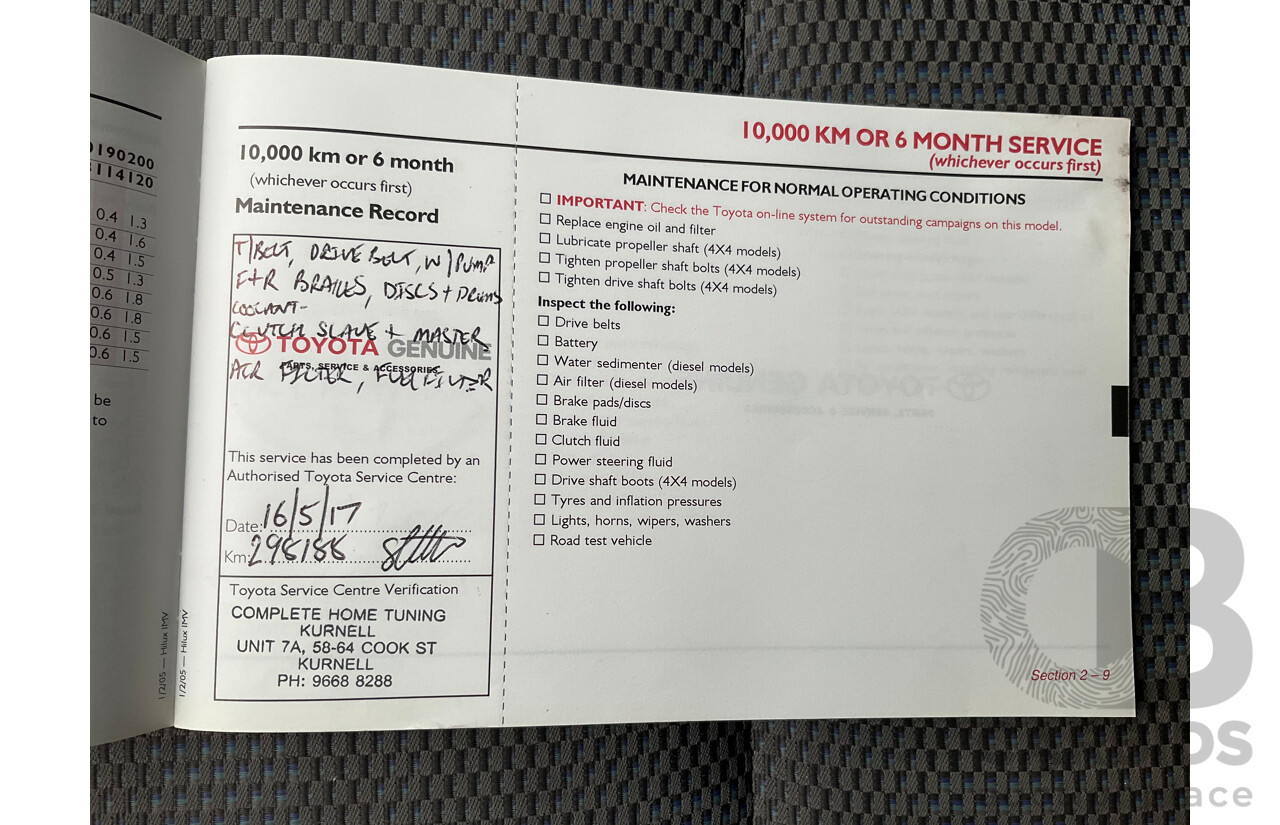 190200
114120
0.4 1.3
0.4 1.6
0.4 1.5
0.5 1.3
0.6 1.8
0.6 1.8
0.6 1.5
0.6 1.5
be
to
1/2/05 — Hilux IMV
1/2/05 — Hilux IMV
10,000 km or 6 month
(whichever occurs first)
Maintenance Record
T/BELT, DRIVE BELT, W/PUMP
F+R BRAKES, DISCS + DRUMS
COOLANT-
CLUTCH SLAVE + MASTER
TOYOTA GENUINE
PARTS, SERVICE & ACCESSORIES
AIR FILTER, FUEL FILTER
This service has been completed by an
Authorised Toyota Service Centre:
Date: 16/5/17
Km: 298188
Toyota Service Centre Verification
COMPLETE HOME TUNING
KURNELL
UNIT 7A, 58-64 COOK ST
KURNELL
PH: 9668 8288
10,000 KM OR 6 MONTH SERVICE
(whichever occurs first)
MAINTENANCE FOR NORMAL OPERATING CONDITIONS
IMPORTANT: Check the Toyota on-line system for outstanding campaigns on this model.
Replace engine oil and filter
Lubricate propeller shaft (4X4 models)
Tighten propeller shaft bolts (4X4 models)
Tighten drive shaft bolts (4X4 models)
Inspect the following:
Drive belts
Battery
Water sedimenter (diesel models)
Air filter (diesel models)
Brake pads/discs
Brake fluid
Clutch fluid
Power steering fluid
Drive shaft boots (4X4 models)
Tyres and inflation pressures
Lights, horns, wipers, washers
Road test vehicle
Section 2 – 9
os
ace